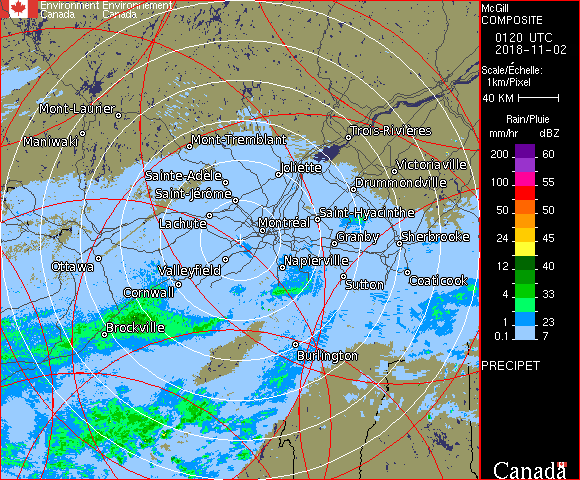 Environment Environnement
Canada Canada
McGill
COMPOSITE
0120 UTC
2018-11-02
Scale/Échelle:
1km/Pixel
40 KM
Rain/Pluie
mm/hr dBZ
200 60
100 55
50 50
24 45
12 40
4 33
1 23
0.1 7
PRECIPET
Canada
Mont-Laurier
Maniwaki
Mont-Tremblant
Trois-Rivières
Joliette
Victoriaville
Sainte-Adèle
Drummondville
Saint-Jérôme
Saint-Hyacinthe
Lachute
Montréal
Granby
Sherbrooke
Ottawa
Valleyfield
Napierville
Sutton
Coaticook
Cornwall
Brockville
Burlington